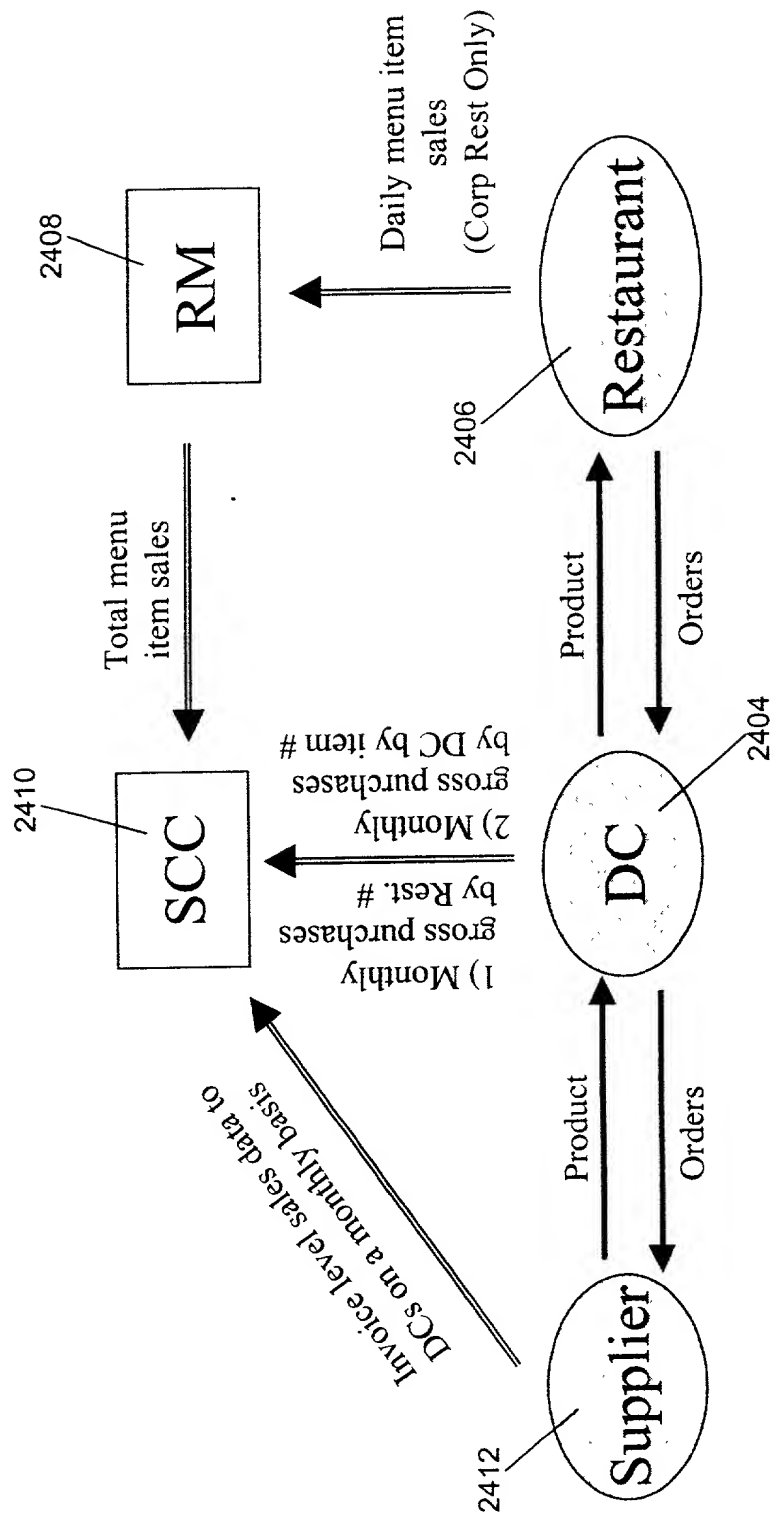 2410
SCC
Total menu
item sales
2408
RM
Invoice level sales data to
DCs on a monthly basis
1) Monthly
gross purchases
by Rest. #
2) Monthly
gross purchases
by DC by item #
Daily menu item
sales
(Corp Rest Only)
2412
Supplier
Product
Orders
DC
2404
Product
Orders
2406
Restaurant